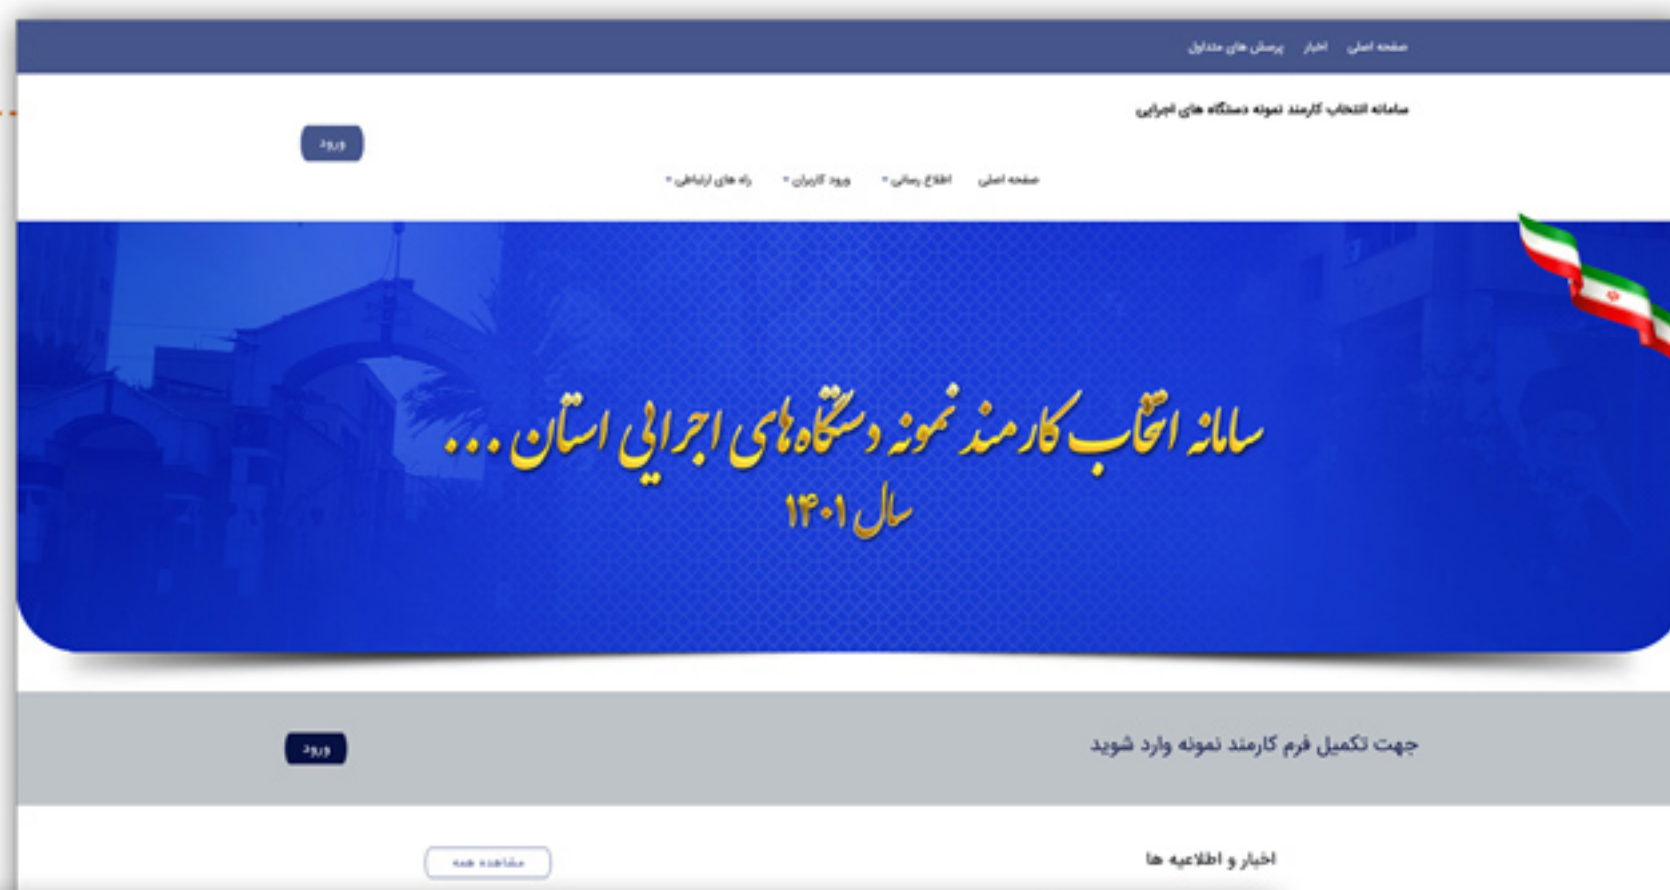 صفحه اصلی اخبار پرسش های متداول
سامانه انتخاب کارمند نمونه دستگاه های اجرایی
ورود
صفحه اصلی اطلاع رسانی ورود کاربران راه های ارتباطی
سامانه انتخاب کارمند نمونه دستگاه‌های اجرایی استان ...
سال ۱۴۰۱
جهت تکمیل فرم کارمند نمونه وارد شوید
ورود
اخبار و اطلاعیه ها
مشاهده همه